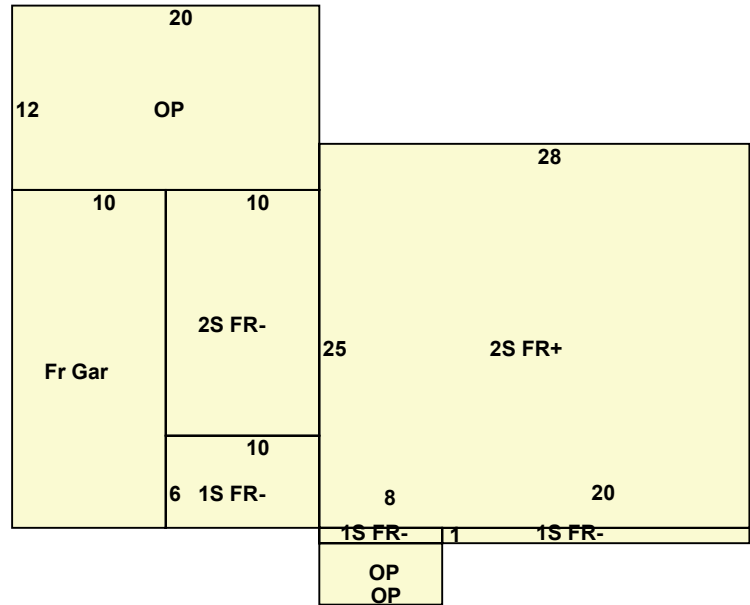 20
12 OP
28
10 10
2S FR-
25 2S FR+
Fr Gar
10
6 1S FR-
8 20
1S FR- 1 1S FR-
OP
OP